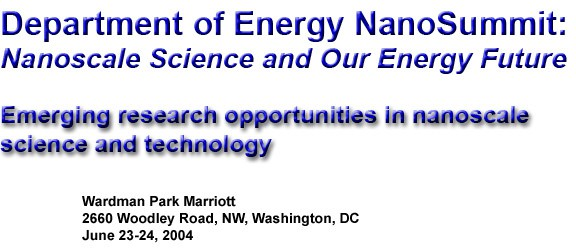 Department of Energy NanoSummit:
Nanoscale Science and Our Energy Future
Emerging research opportunities in nanoscale
science and technology
Wardman Park Marriott
2660 Woodley Road, NW, Washington, DC
June 23-24, 2004